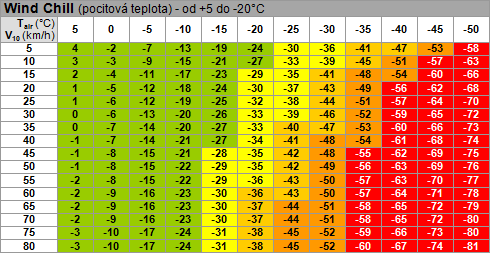 Wind Chill (pocitová teplota) - od +5 do -20°C
Tair (°C) 5 0 -5 -10 -15 -20 -25 -30 -35 -40 -45 -50
V10 (km/h)
5 4 -2 -7 -13 -19 -24 -30 -36 -41 -47 -53 -58
10 3 -3 -9 -15 -21 -27 -33 -39 -45 -51 -57 -63
15 2 -4 -11 -17 -23 -29 -35 -41 -48 -54 -60 -66
20 1 -5 -12 -18 -24 -30 -37 -43 -49 -56 -62 -68
25 1 -6 -12 -19 -25 -32 -38 -44 -51 -57 -64 -70
30 0 -6 -13 -20 -26 -33 -39 -46 -52 -59 -65 -72
35 0 -7 -14 -20 -27 -33 -40 -47 -53 -60 -66 -73
40 -1 -7 -14 -21 -27 -34 -41 -48 -54 -61 -68 -74
45 -1 -8 -15 -21 -28 -35 -42 -48 -55 -62 -69 -75
50 -1 -8 -15 -22 -29 -35 -42 -49 -56 -63 -69 -76
55 -2 -8 -15 -22 -29 -36 -43 -50 -57 -63 -70 -77
60 -2 -9 -16 -23 -30 -36 -43 -50 -57 -64 -71 -78
65 -2 -9 -16 -23 -30 -37 -44 -51 -58 -65 -72 -79
70 -2 -9 -16 -23 -30 -37 -44 -51 -58 -65 -72 -80
75 -3 -10 -17 -24 -31 -38 -45 -52 -59 -66 -73 -80
80 -3 -10 -17 -24 -31 -38 -45 -52 -60 -67 -74 -81